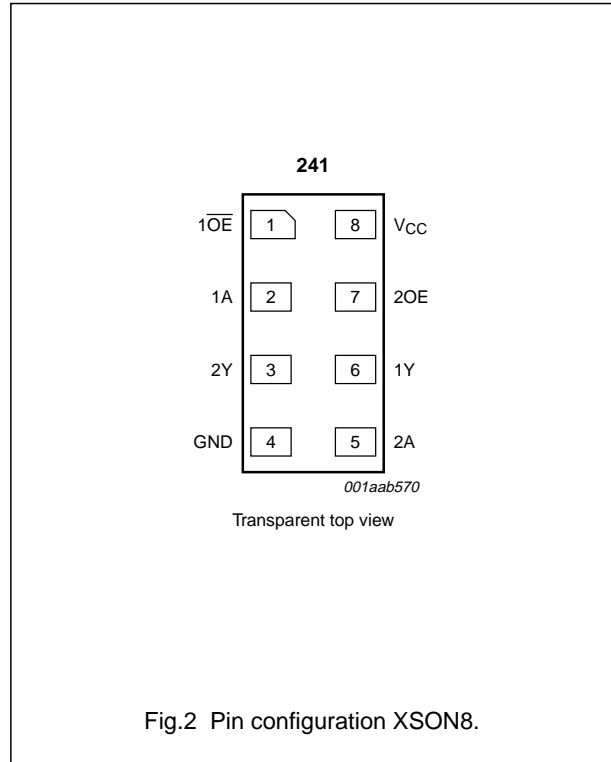 241
1O̅E̅ 1 8 VCC
1A 2 7 2OE
2Y 3 6 1Y
GND 4 5 2A
001aab570
Transparent top view
Fig.2 Pin configuration XSON8.